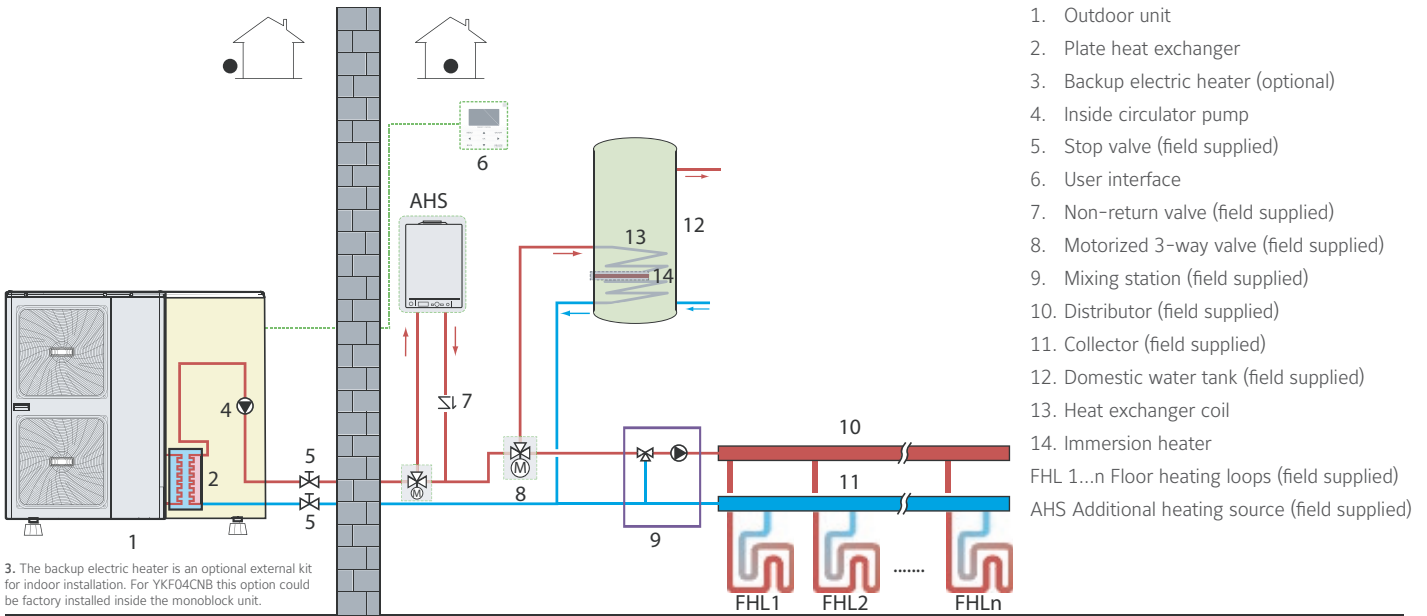 AHS
6
13
12
14
4
7
2
5
5
8
9
10
11
1
M
M
FHL1
FHL2
.......
FHLn
3. The backup electric heater is an optional external kit
for indoor installation. For YKF04CNB this option could
be factory installed inside the monoblock unit.
1. Outdoor unit
2. Plate heat exchanger
3. Backup electric heater (optional)
4. Inside circulator pump
5. Stop valve (field supplied)
6. User interface
7. Non-return valve (field supplied)
8. Motorized 3-way valve (field supplied)
9. Mixing station (field supplied)
10. Distributor (field supplied)
11. Collector (field supplied)
12. Domestic water tank (field supplied)
13. Heat exchanger coil
14. Immersion heater
FHL 1...n Floor heating loops (field supplied)
AHS Additional heating source (field supplied)